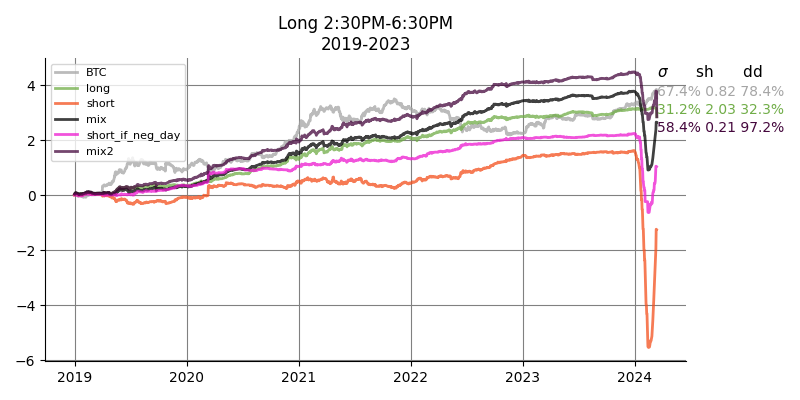 Long 2:30PM-6:30PM
2019-2023
BTC
long
short
mix
short_if_neg_day
mix2
σ sh dd
67.4% 0.82 78.4%
31.2% 2.03 32.3%
58.4% 0.21 97.2%
4
2
0
−2
−4
−6
2019 2020 2021 2022 2023 2024